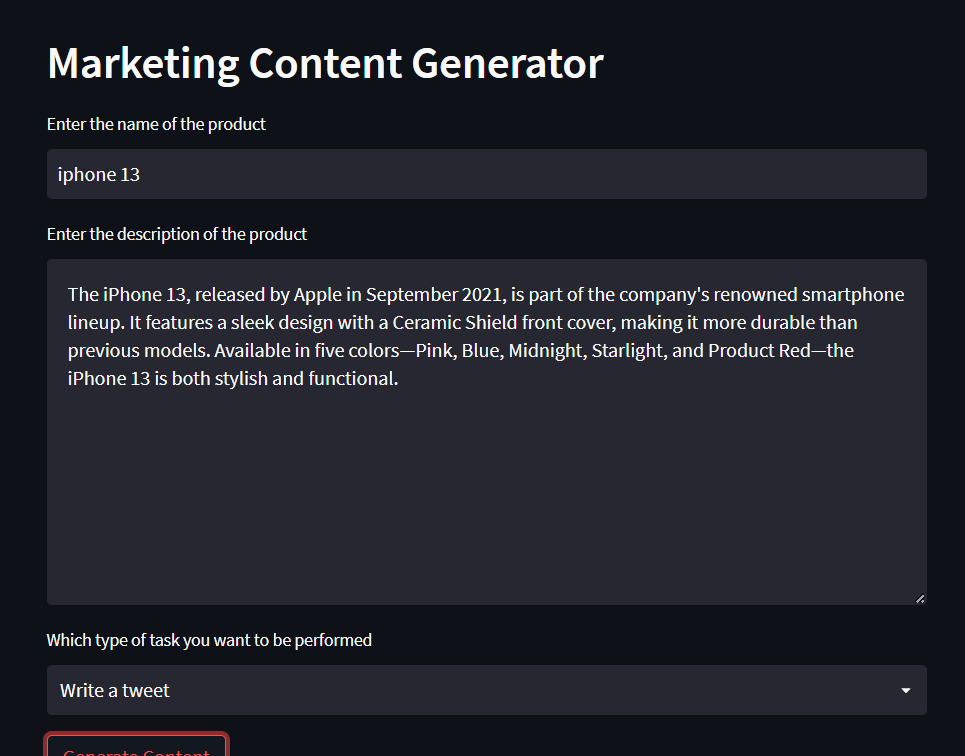 Marketing Content Generator
Enter the name of the product
iphone 13
Enter the description of the product
The iPhone 13, released by Apple in September 2021, is part of the company's renowned smartphone
lineup. It features a sleek design with a Ceramic Shield front cover, making it more durable than
previous models. Available in five colors—Pink, Blue, Midnight, Starlight, and Product Red—the
iPhone 13 is both stylish and functional.
Which type of task you want to be performed
Write a tweet
Generate Content